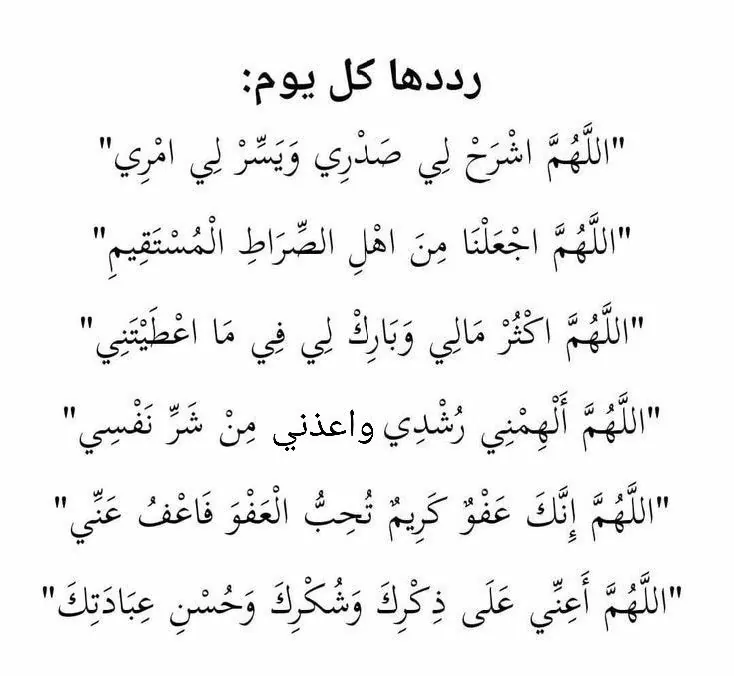 رددها كل يوم:
"اللَّهُمَّ اشْرَحْ لِي صَدْرِي وَيَسِّرْ لِي امْرِي"
"اللَّهُمَّ اجْعَلْنَا مِنَ اهْلِ الصِّرَاطِ الْمُسْتَقِيمِ"
"اللَّهُمَّ اكْثُرْ مَالِي وَبَارِكْ لِي فِي مَا اعْطَيْتَنِي"
"اللَّهُمَّ أَلْهِمْنِي رُشْدِي واعذني مِنْ شَرِّ نَفْسِي"
"اللَّهُمَّ إِنَّكَ عَفْوٌ كَرِيمٌ تُحِبُّ الْعَفْوَ فَاعْفُ عَنِّي"
"اللَّهُمَّ أَعِنِّي عَلَى ذِكْرِكَ وَشُكْرِكَ وَحُسْنِ عِبَادَتِكَ"